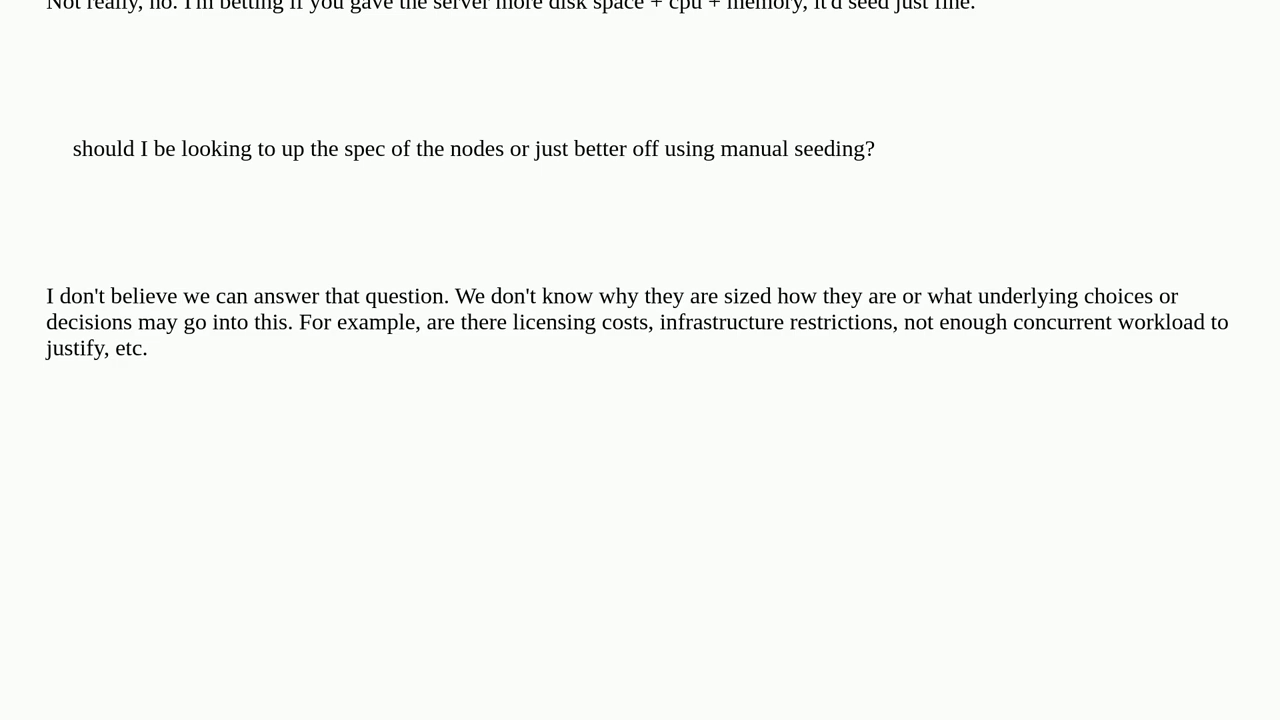 Not really, no. I'm betting if you gave the server more disk space + cpu + memory, it'd seed just fine.
should I be looking to up the spec of the nodes or just better off using manual seeding?
I don't believe we can answer that question. We don't know why they are sized how they are or what underlying choices or
decisions may go into this. For example, are there licensing costs, infrastructure restrictions, not enough concurrent workload to
justify, etc.